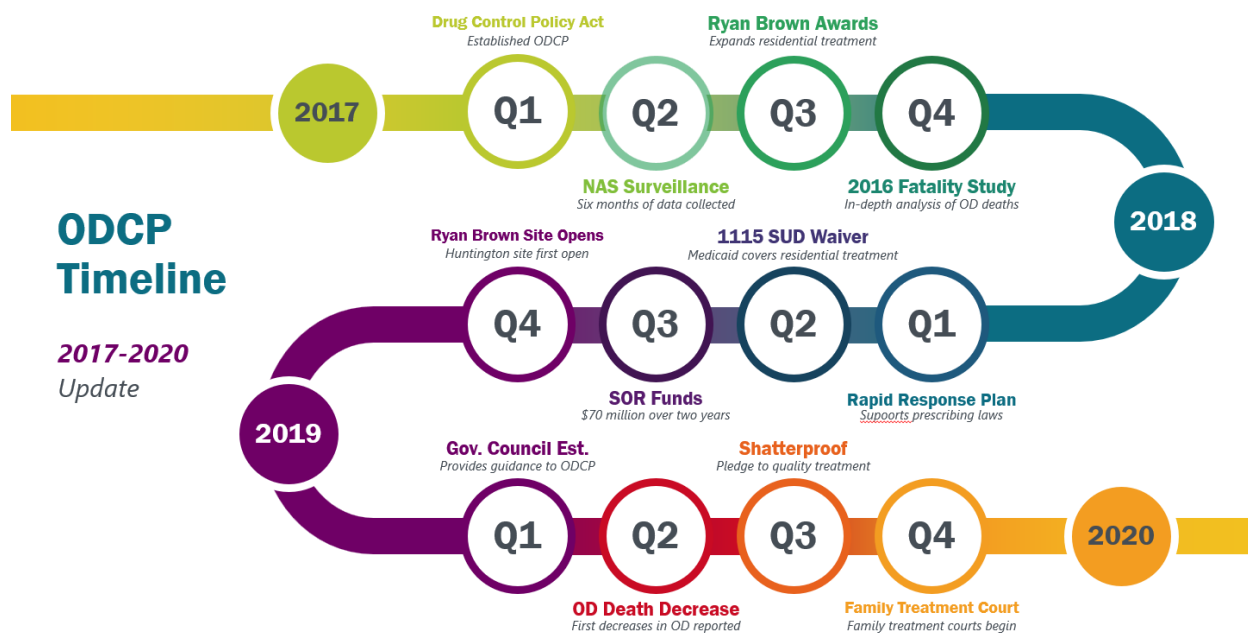 ODCP
Timeline
2017-2020
Update
2017
Drug Control Policy Act
Established ODCP
Q1
Q2
NAS Surveillance
Six months of data collected
Ryan Brown Awards
Expands residential treatment
Q3
Q4
2016 Fatality Study
In-depth analysis of OD deaths
2018
Q1
Rapid Response Plan
Supoorts prescribing laws
1115 SUD Waiver
Medicaid covers residential treatment
Q2
Q3
SOR Funds
$70 million over two years
Ryan Brown Site Opens
Huntington site first open
Q4
2019
Gov. Council Est.
Provides guidance to ODCP
Q1
Q2
OD Death Decrease
First decreases in OD reported
Shatterproof
Pledge to quality treatment
Q3
Q4
Family Treatment Court
Family treatment courts begin
2020